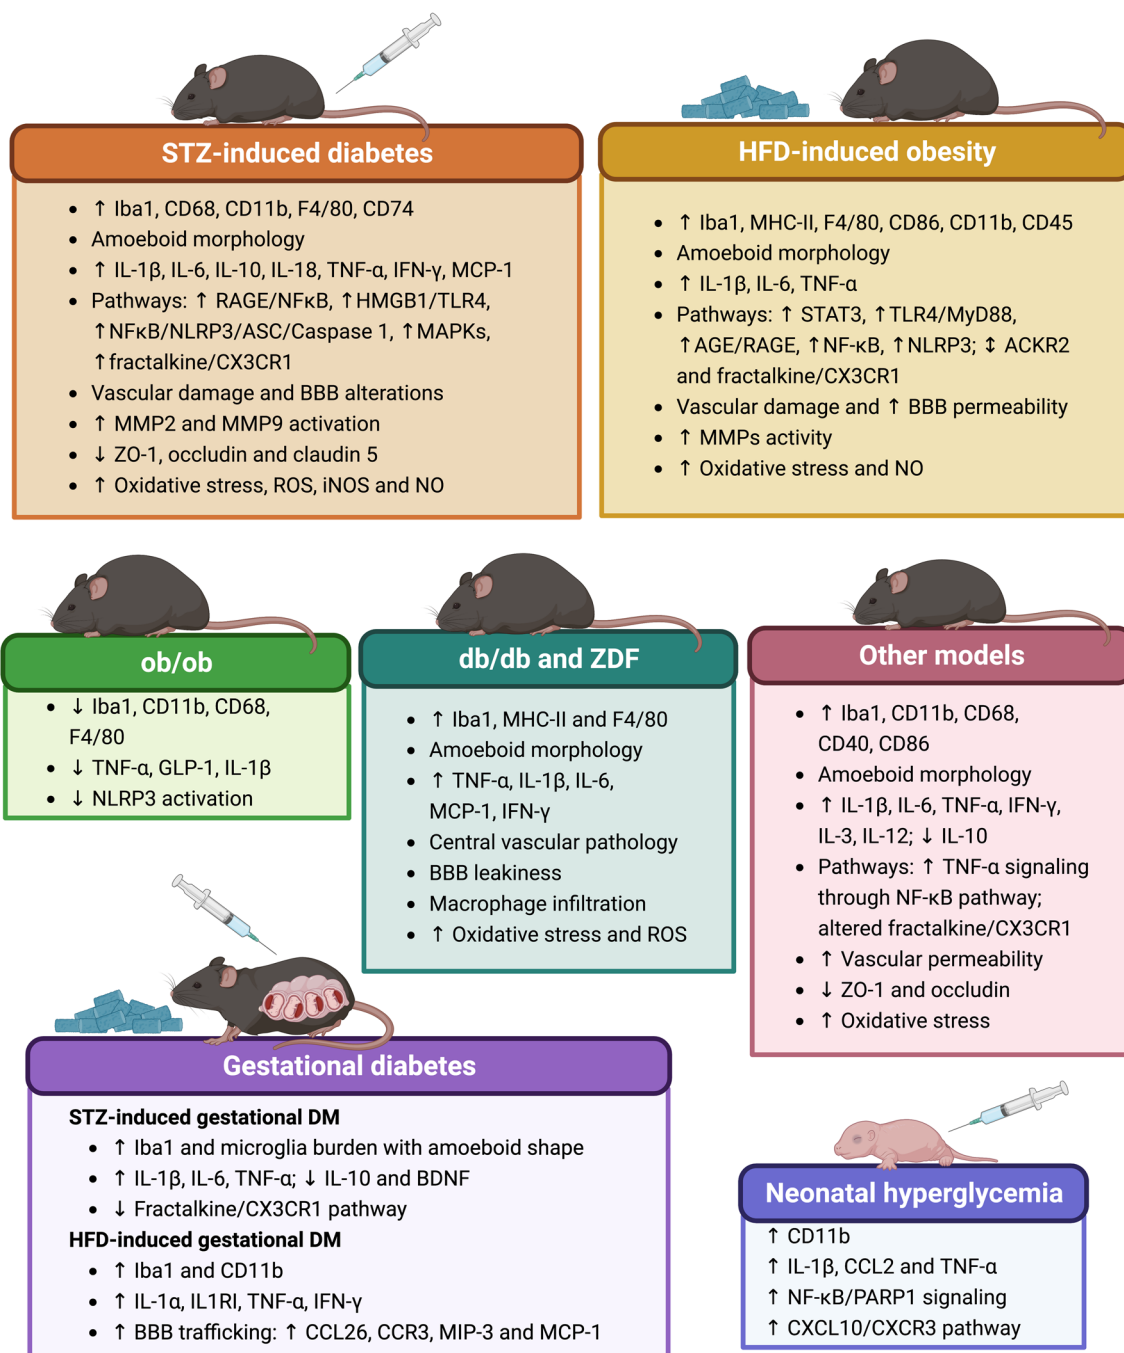 STZ-induced diabetes
• ↑ Iba1, CD68, CD11b, F4/80, CD74
• Amoeboid morphology
• ↑ IL-1β, IL-6, IL-10, IL-18, TNF-α, IFN-γ, MCP-1
• Pathways: ↑ RAGE/NFκB, ↑HMGB1/TLR4,
↑NFκB/NLRP3/ASC/Caspase 1, ↑MAPKs,
↑fractalkine/CX3CR1
• Vascular damage and BBB alterations
• ↑ MMP2 and MMP9 activation
• ↓ ZO-1, occludin and claudin 5
• ↑ Oxidative stress, ROS, iNOS and NO
HFD-induced obesity
• ↑ Iba1, MHC-II, F4/80, CD86, CD11b, CD45
• Amoeboid morphology
• ↑ IL-1β, IL-6, TNF-α
• Pathways: ↑ STAT3, ↑TLR4/MyD88,
↑AGE/RAGE, ↑NF-κB, ↑NLRP3; ↕ ACKR2
and fractalkine/CX3CR1
• Vascular damage and ↑ BBB permeability
• ↑ MMPs activity
• ↑ Oxidative stress and NO
ob/ob
• ↓ Iba1, CD11b, CD68,
F4/80
• ↓ TNF-α, GLP-1, IL-1β
• ↓ NLRP3 activation
db/db and ZDF
• ↑ Iba1, MHC-II and F4/80
• Amoeboid morphology
• ↑ TNF-α, IL-1β, IL-6,
MCP-1, IFN-γ
• Central vascular pathology
• BBB leakiness
• Macrophage infiltration
• ↑ Oxidative stress and ROS
Other models
• ↑ Iba1, CD11b, CD68,
CD40, CD86
• Amoeboid morphology
• ↑ IL-1β, IL-6, TNF-α, IFN-γ,
IL-3, IL-12; ↓ IL-10
• Pathways: ↑ TNF-α signaling
through NF-κB pathway;
altered fractalkine/CX3CR1
• ↑ Vascular permeability
• ↓ ZO-1 and occludin
• ↑ Oxidative stress
Gestational diabetes
STZ-induced gestational DM
• ↑ Iba1 and microglia burden with amoeboid shape
• ↑ IL-1β, IL-6, TNF-α; ↓ IL-10 and BDNF
• ↓ Fractalkine/CX3CR1 pathway
HFD-induced gestational DM
• ↑ Iba1 and CD11b
• ↑ IL-1α, IL1RI, TNF-α, IFN-γ
• ↑ BBB trafficking: ↑ CCL26, CCR3, MIP-3 and MCP-1
Neonatal hyperglycemia
↑ CD11b
↑ IL-1β, CCL2 and TNF-α
↑ NF-κB/PARP1 signaling
↑ CXCL10/CXCR3 pathway